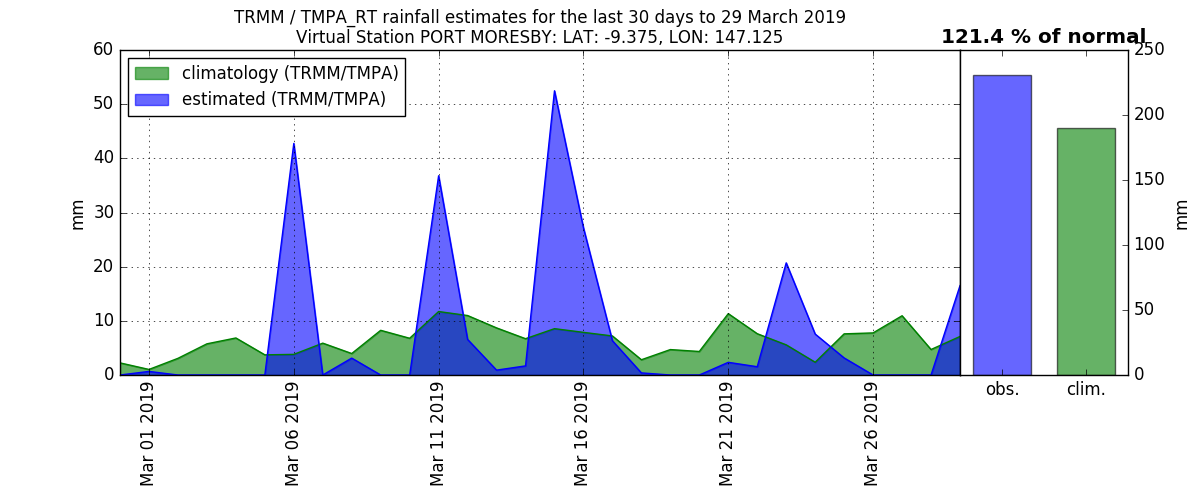 TRMM / TMPA_RT rainfall estimates for the last 30 days to 29 March 2019
Virtual Station PORT MORESBY: LAT: -9.375, LON: 147.125
121.4 % of normal
climatology (TRMM/TMPA)
estimated (TRMM/TMPA)
60
50
40
30
20
10
0
mm
Mar 01 2019
Mar 06 2019
Mar 11 2019
Mar 16 2019
Mar 21 2019
Mar 26 2019
obs.
clim.
250
200
150
100
50
0
mm